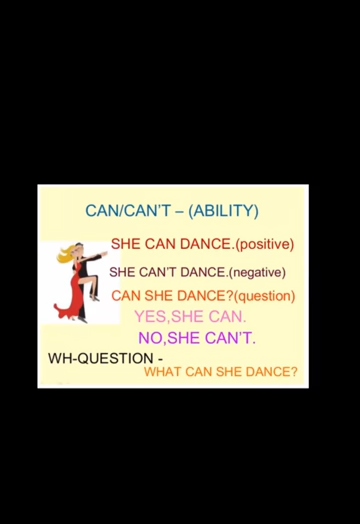 CAN/CAN'T – (ABILITY)
SHE CAN DANCE.(positive)
SHE CAN'T DANCE.(negative)
CAN SHE DANCE?(question)
YES,SHE CAN.
NO,SHE CAN'T.
WH-QUESTION -
WHAT CAN SHE DANCE?